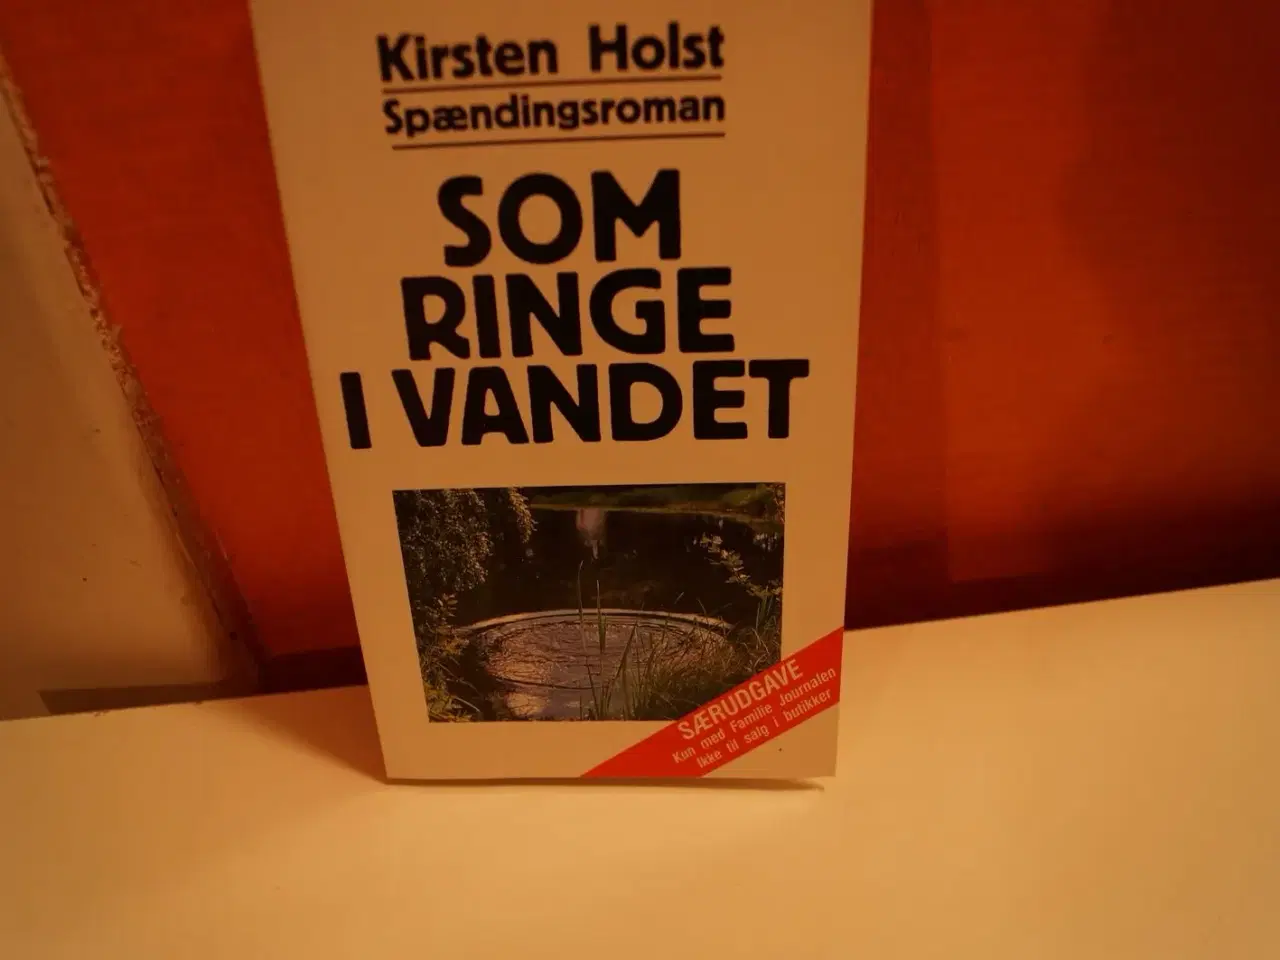 Kirsten Holst
Spændingsroman
SOM
RINGE
I VANDET
SÆRUDGAVE
Kun med Familie Journalen
Ikke til salg i butikker